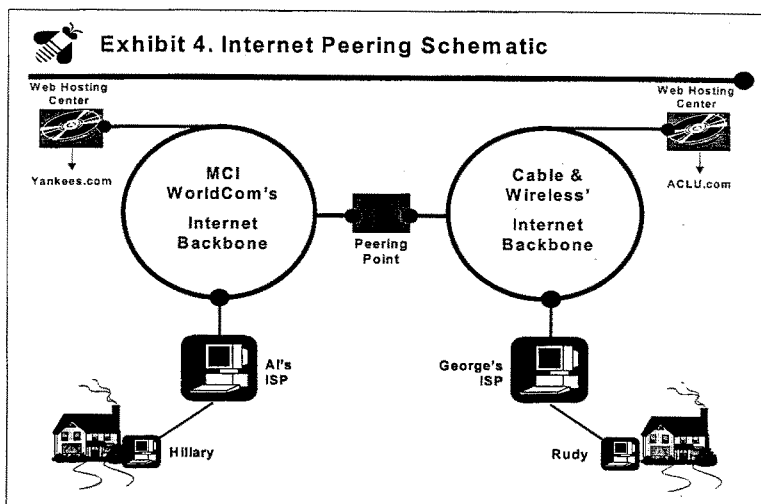 Exhibit 4. Internet Peering Schematic
Web Hosting
Center
Yankees.com
MCI
WorldCom's
Internet
Backbone
Peering
Point
Web Hosting
Center
ACLU.com
Cable &
Wireless'
Internet
Backbone
Al's
ISP
George's
ISP
Hillary
Rudy